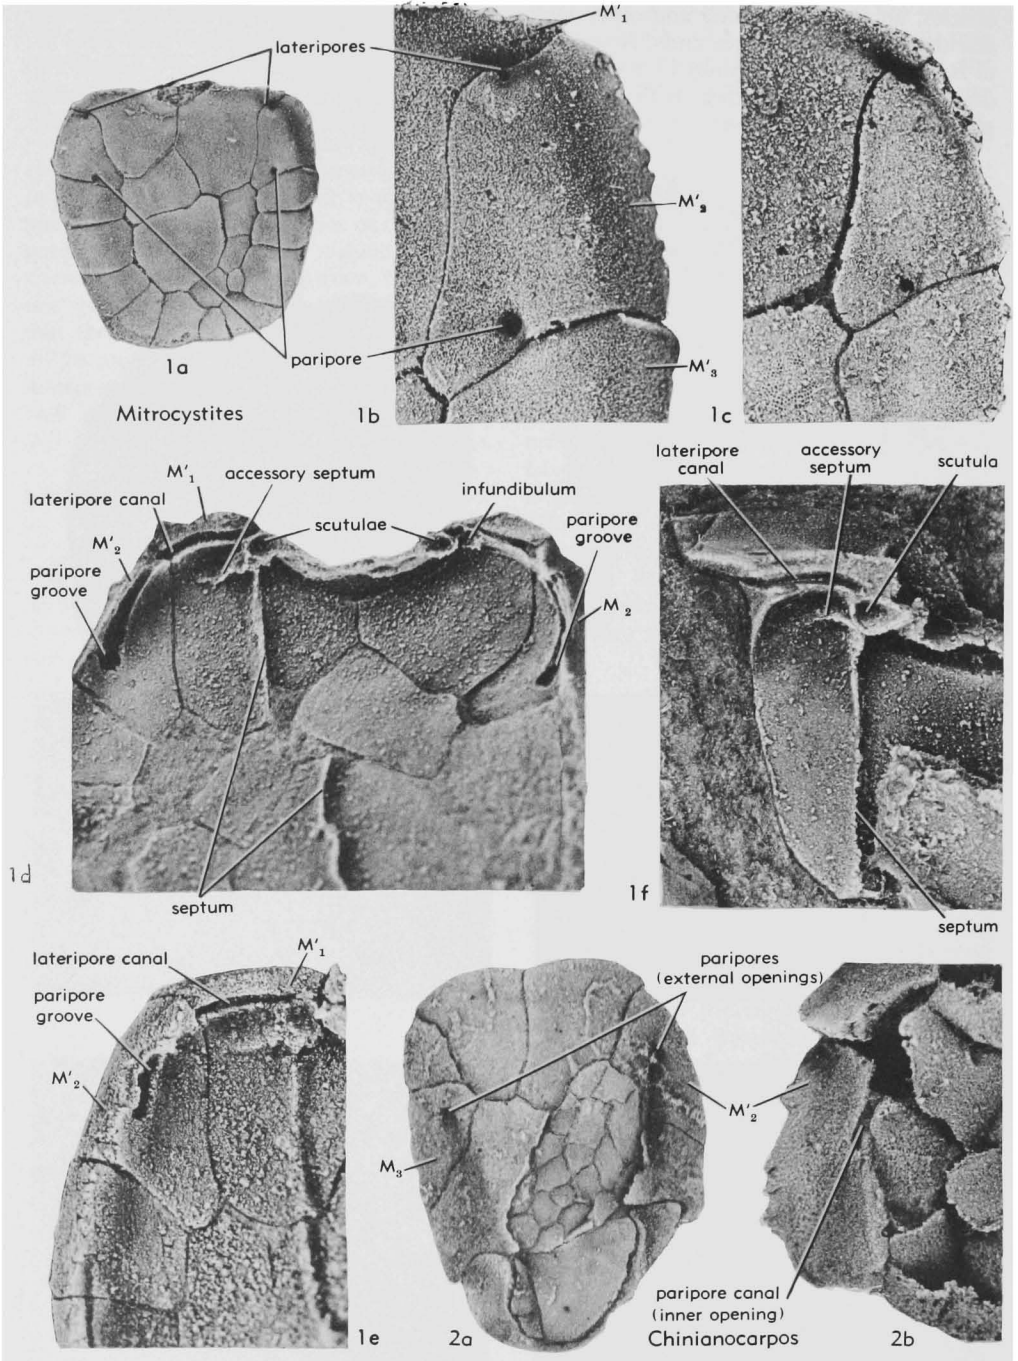 M'₁
lateripores
M'₂
paripore
M'₃
1a
Mitrocystites
1b
1c
M'₁
accessory septum
lateripore canal
infundibulum
scutulae
paripore
groove
M'₂
paripore
groove
M₂
1d
septum
lateripore
canal
accessory
septum
scutula
1f
septum
M'₁
lateripore canal
paripore
groove
M'₂
1e
paripores
(external openings)
M'₂
M₃
paripore canal
(inner opening)
2a
Chinianocarpos
2b